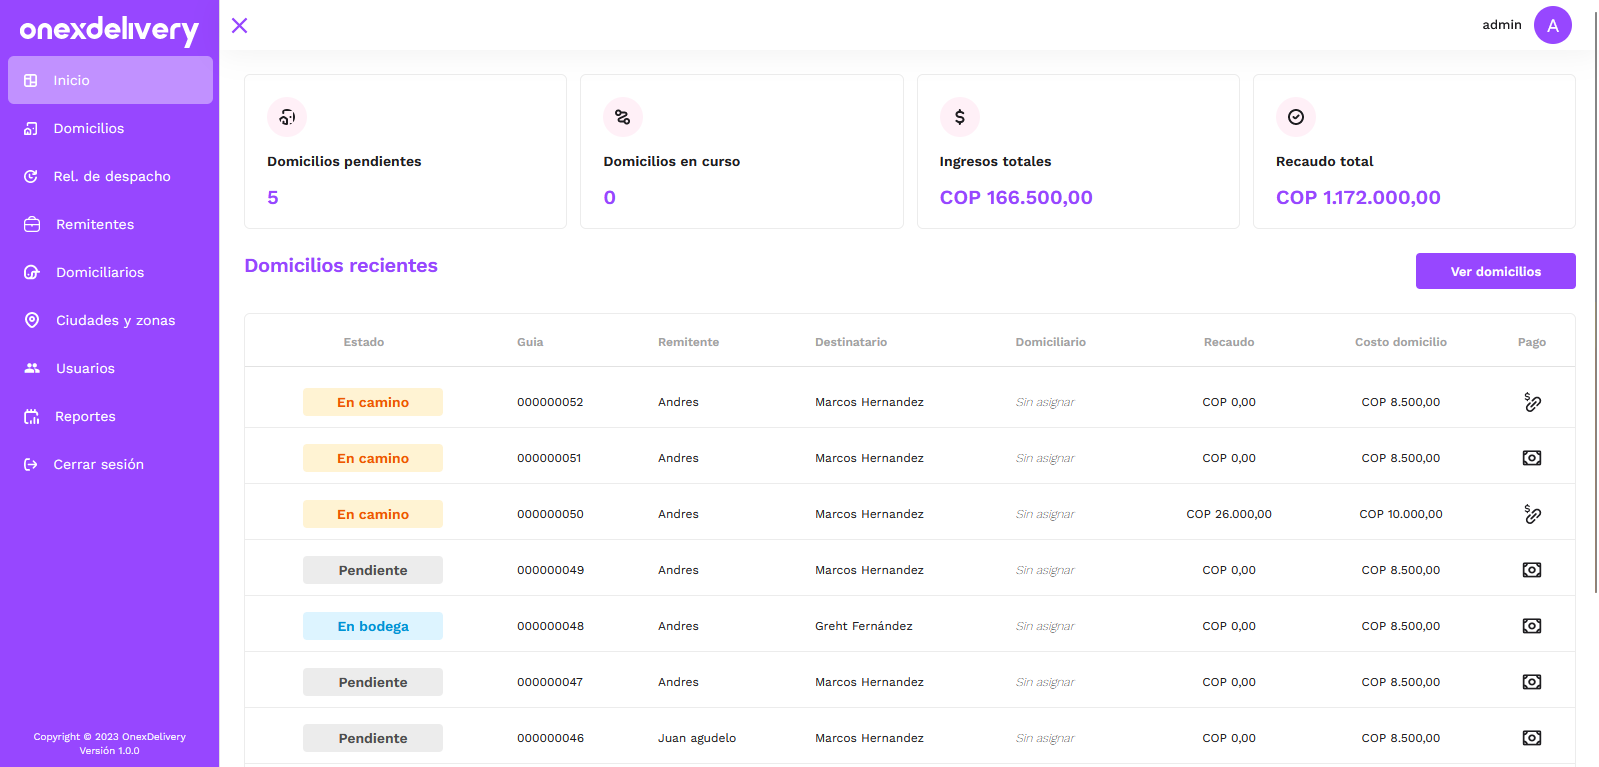 onexdelivery
admin
A
Inicio
Domicilios
Rel. de despacho
Remitentes
Domiciliarios
Ciudades y zonas
Usuarios
Reportes
Cerrar sesión
Copyright © 2023 OnexDelivery
Versión 1.0.0
Domicilios pendientes
5
Domicilios en curso
0
Ingresos totales
COP 166.500,00
Recaudo total
COP 1.172.000,00
Domicilios recientes
Ver domicilios
Estado Guia Remitente Destinatario Domiciliario Recaudo Costo domicilio Pago
En camino 000000052 Andres Marcos Hernandez Sin asignar COP 0,00 COP 8.500,00
En camino 000000051 Andres Marcos Hernandez Sin asignar COP 0,00 COP 8.500,00
En camino 000000050 Andres Marcos Hernandez Sin asignar COP 26.000,00 COP 10.000,00
Pendiente 000000049 Andres Marcos Hernandez Sin asignar COP 0,00 COP 8.500,00
En bodega 000000048 Andres Greht Fernández Sin asignar COP 0,00 COP 8.500,00
Pendiente 000000047 Andres Marcos Hernandez Sin asignar COP 0,00 COP 8.500,00
Pendiente 000000046 Juan agudelo Marcos Hernandez Sin asignar COP 0,00 COP 8.500,00